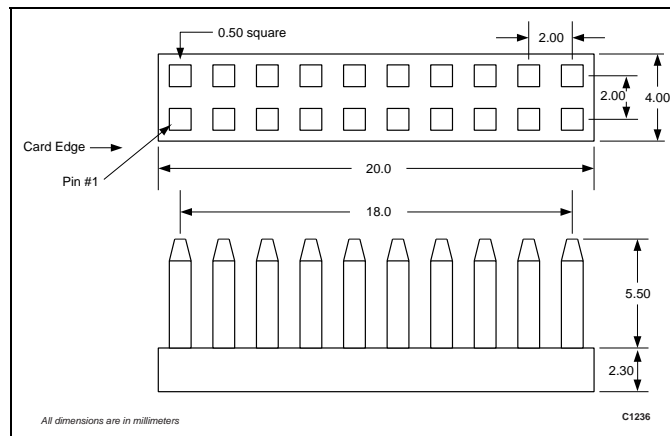 0.50 square
2.00
2.00
4.00
Card Edge
Pin #1
20.0
18.0
5.50
2.30
All dimensions are in millimeters
C1236